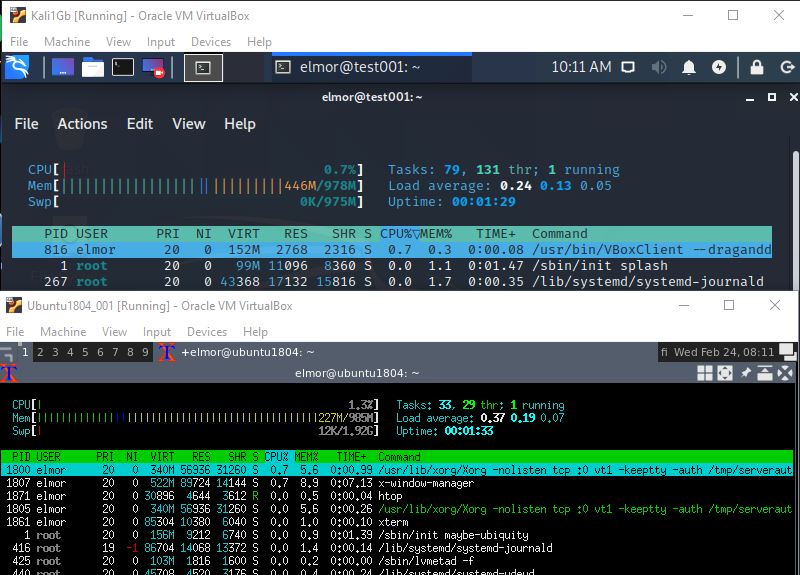 Kali1Gb [Running] - Oracle VM VirtualBox
File Machine View Input Devices Help
elmor@test001: ~ 10:11 AM
elmor@test001: ~
File Actions Edit View Help
CPU[| 0.7%] Tasks: 79, 131 thr; 1 running
Mem[||||||||||||||||||||||||||||446M/978M] Load average: 0.24 0.13 0.05
Swp[ 0K/975M] Uptime: 00:01:29
PID USER PRI NI VIRT RES SHR S CPU%▽MEM% TIME+ Command
816 elmor 20 0 152M 2768 2316 S 0.7 0.3 0:00.08 /usr/bin/VBoxClient --dragandd
1 root 20 0 99M 11096 8360 S 0.0 1.1 0:01.47 /sbin/init splash
267 root 20 0 43368 17132 15816 S 0.0 1.7 0:00.35 /lib/systemd/systemd-journald
Ubuntu1804_001 [Running] - Oracle VM VirtualBox
File Machine View Input Devices Help
1 2 3 4 5 6 7 8 9 +elmor@ubuntu1804: ~ fi Wed Feb 24, 08:11
elmor@ubuntu1804: ~
CPU[| 1.3%] Tasks: 33, 29 thr; 1 running
Mem[||||||||||||||||||||||||||||||||||||||||||||||227M/985M] Load average: 0.37 0.19 0.07
Swp[| 12K/1.92G] Uptime: 00:01:33
PID USER PRI NI VIRT RES SHR S CPU% MEM% TIME+ Command
1800 elmor 20 0 340M 56936 31260 S 0.7 5.6 0:00.99 /usr/lib/xorg/Xorg -nolisten tcp :0 vt1 -keeptty -auth /tmp/serveraut
1807 elmor 20 0 522M 89724 14144 S 0.7 8.9 0:07.13 x-window-manager
1871 elmor 20 0 30896 4644 3612 R 0.0 0.5 0:00.04 htop
1805 elmor 20 0 340M 56936 31260 S 0.0 5.6 0:00.26 /usr/lib/xorg/Xorg -nolisten tcp :0 vt1 -keeptty -auth /tmp/serveraut
1861 elmor 20 0 85304 10380 6040 S 0.0 1.0 0:00.10 xterm
1 root 20 0 156M 9212 6740 S 0.0 0.9 0:01.39 /sbin/init maybe-ubiquity
416 root 19 -1 86704 14068 13372 S 0.0 1.4 0:00.14 /lib/systemd/systemd-journald
425 root 20 0 103M 1816 1600 S 0.0 0.2 0:00.00 /sbin/lvmetad -f
440 root 20 0 45708 4520 3176 S 0.0 0.4 0:00.24 /lib/systemd/systemd-udevd